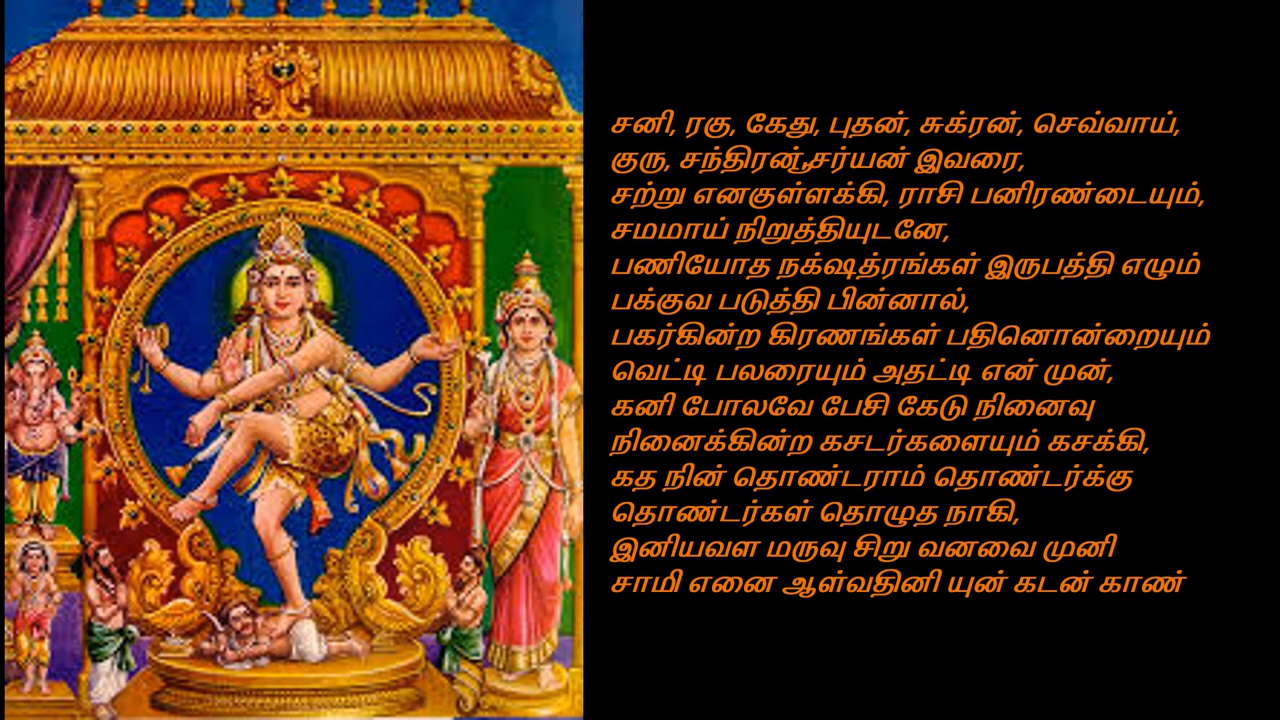 சனி, ரகு, கேது, புதன், சுக்ரன், செவ்வாய்,
குரு, சந்திரன்,சர்யன் இவரை,
சற்று எனகுள்ளக்கி, ராசி பனிரண்டையும்,
சமமாய் நிறுத்தியுடனே,
பணியோத நக்ஷத்ரங்கள் இருபத்தி எழும்
பக்குவ படுத்தி பின்னால்,
பகர்கின்ற கிரணங்கள் பதினொன்றையும்
வெட்டி பலரையும் அதட்டி என் முன்,
கனி போலவே பேசி கேடு நினைவு
நினைக்கின்ற கசடர்களையும் கசக்கி,
கத நின் தொண்டராம் தொண்டர்க்கு
தொண்டர்கள் தொழுத நாகி,
இனியவள மருவு சிறு வனவை முனி
சாமி எனை ஆள்வதினி யுன் கடன் காண்